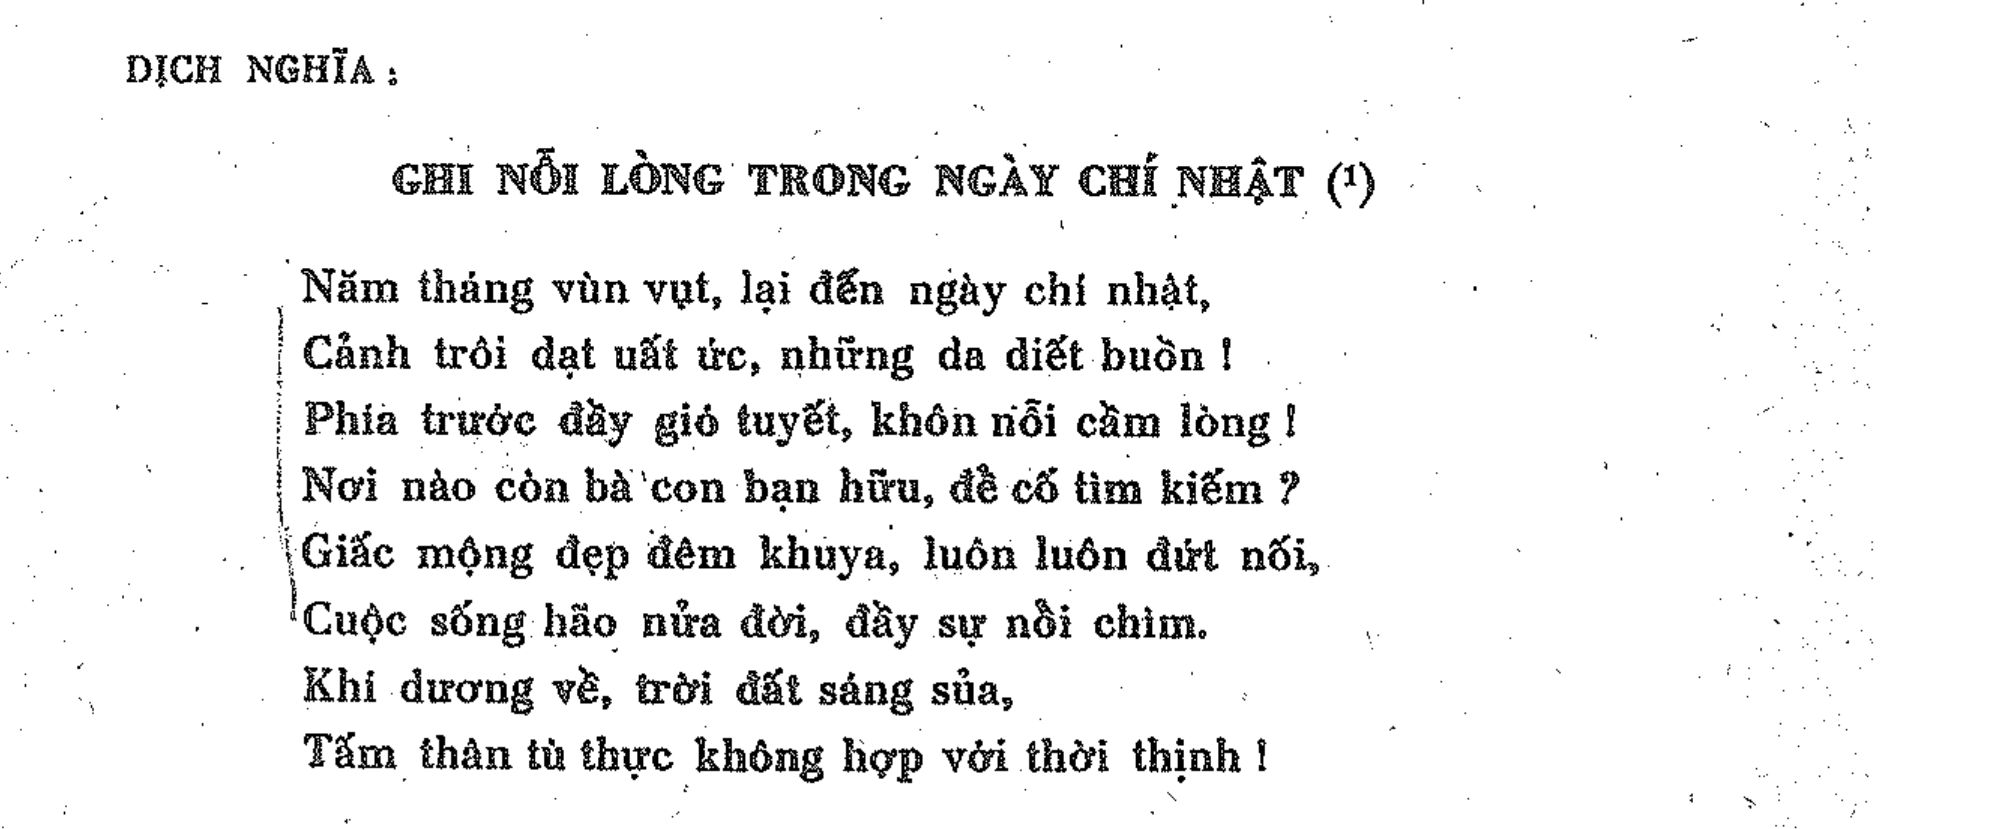 DỊCH NGHĨA :
GHI NỖI LÒNG TRONG NGÀY CHÍ NHẬT (¹)
Năm tháng vùn vụt, lại đến ngày chí nhật,
Cảnh trôi dạt uất ức, những da diết buồn !
Phía trước đầy gió tuyết, khôn nỗi cầm lòng !
Nơi nào còn bà con bạn hữu, để cố tìm kiếm ?
Giấc mộng đẹp đêm khuya, luôn luôn đứt nối,
Cuộc sống hão nửa đời, đầy sự nổi chìm.
Khí dương về, trời đất sáng sủa,
Tấm thân tù thực không hợp với thời thịnh !